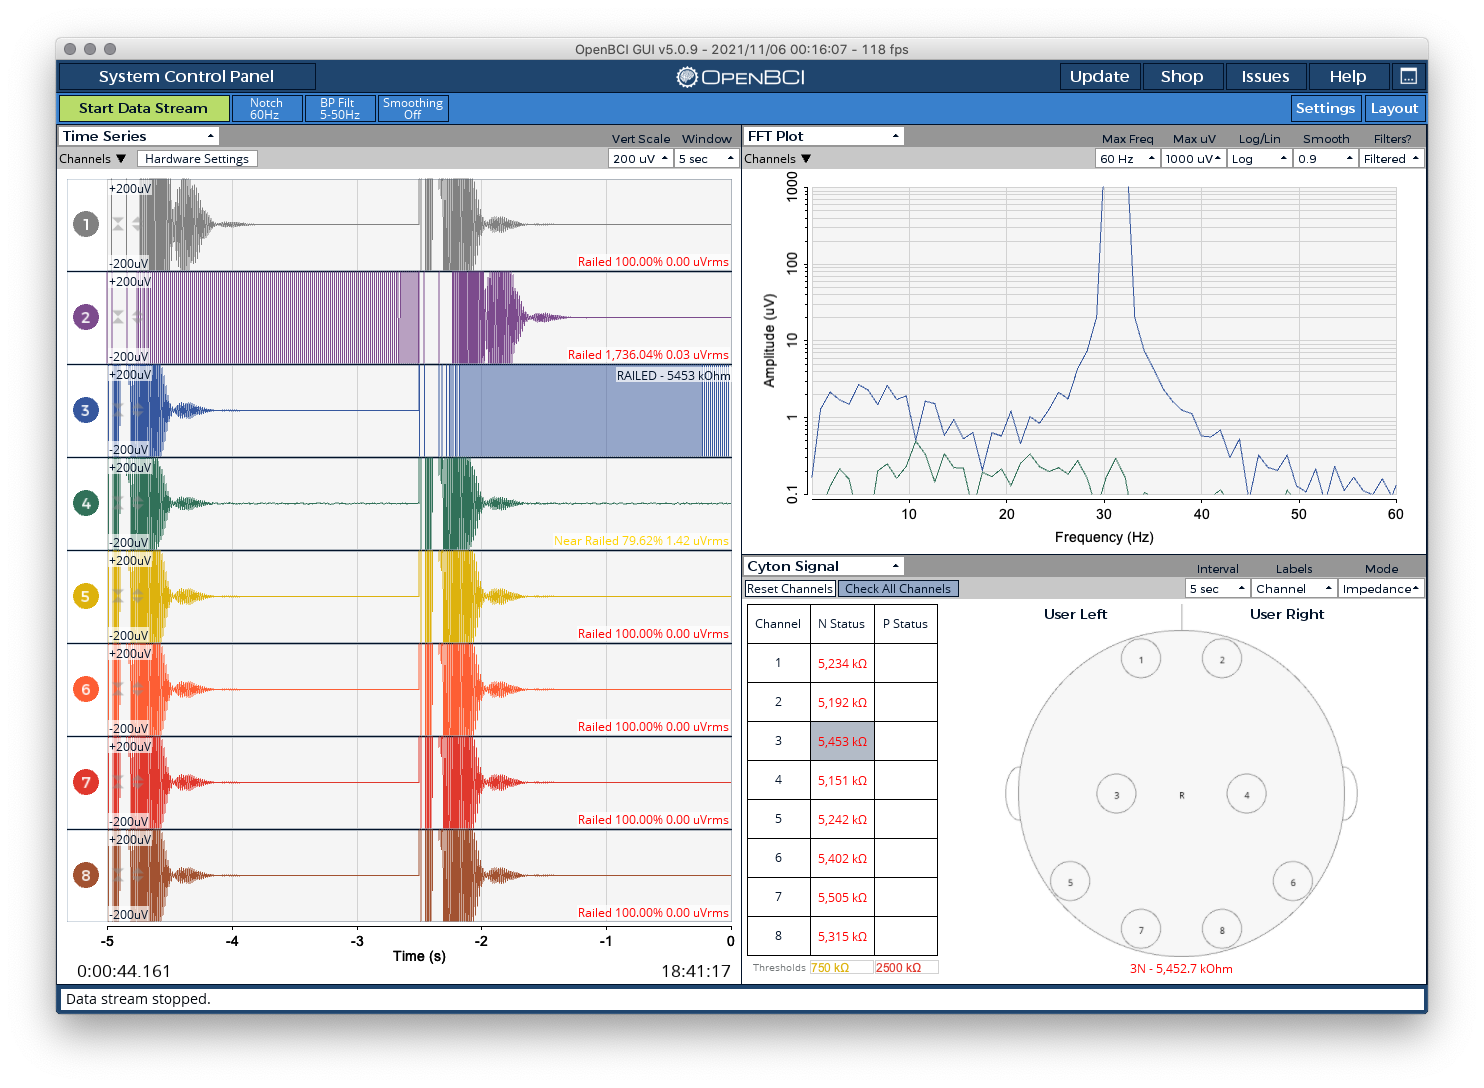 OpenBCI GUI v5.0.9 - 2021/11/06 00:16:07 - 118 fps
System Control Panel
OPENBCI
Update
Shop
Issues
Help
Start Data Stream
Notch
60Hz
BP Filt
5-50Hz
Smoothing
Off
Settings
Layout
Time Series
Vert Scale
Window
Channels ▼
Hardware Settings
200 uV
5 sec
1
+200uV
-200uV
Railed 100.00% 0.00 uVrms
2
+200uV
-200uV
Railed 1,736.04% 0.03 uVrms
3
+200uV
-200uV
RAILED - 5453 kOhm
4
+200uV
-200uV
Near Railed 79.62% 1.42 uVrms
5
+200uV
-200uV
Railed 100.00% 0.00 uVrms
6
+200uV
-200uV
Railed 100.00% 0.00 uVrms
7
+200uV
-200uV
Railed 100.00% 0.00 uVrms
8
+200uV
-200uV
Railed 100.00% 0.00 uVrms
-5 -4 -3 -2 -1 0
Time (s)
0:00:44.161
18:41:17
FFT Plot
Max Freq
Max uV
Log/Lin
Smooth
Filters?
Channels ▼
60 Hz
1000 uV
Log
0.9
Filtered
1000
100
10
1
0.1
Amplitude (uV)
10 20 30 40 50 60
Frequency (Hz)
Cyton Signal
Interval
Labels
Mode
Reset Channels
Check All Channels
5 sec
Channel
Impedance
Channel N Status P Status
1 5,234 kΩ
2 5,192 kΩ
3 5,453 kΩ
4 5,151 kΩ
5 5,242 kΩ
6 5,402 kΩ
7 5,505 kΩ
8 5,315 kΩ
Thresholds 750 kΩ 2500 kΩ
User Left
User Right
1 2
3 R 4
5 6
7 8
3N - 5,452.7 kOhm
Data stream stopped.